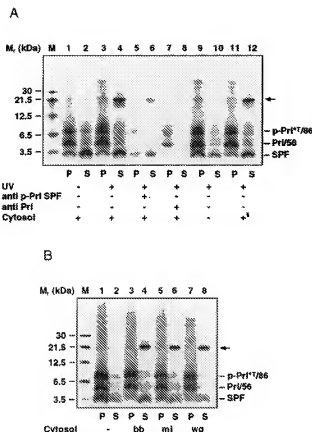 A
Mr (kDa) M 1 2 3 4 5 6 7 8 9 10 11 12
30
21.5
12.5
6.5
3.5
p-Pri*T/86
Pri/56
SPF
P S P S P S P S P S P S
UV - + + + + +
anti p-Pri SPF - - + - - -
anti Pri - - - + - -
Cytosol + + + + -
B
Mr (kDa) M 1 2 3 4 5 6 7 8
30
21.5
12.5
6.5
3.5
p-Pri*T/86
Pri/56
SPF
P S P S P S P S
Cytosol - bb mi wg